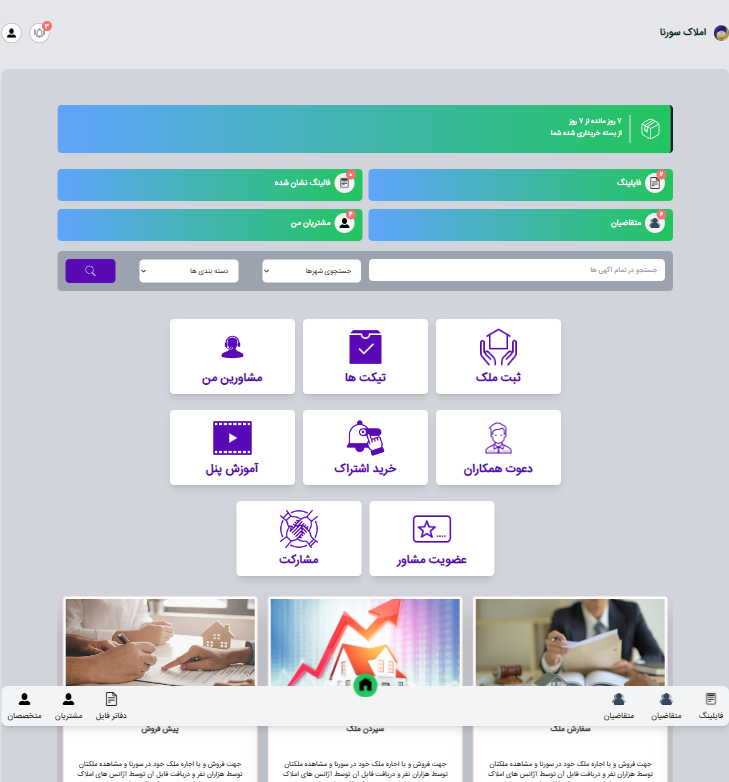 املاک سورنا
۳
۷ روز مانده از ۷ روز
از بسته خریداری شده شما
۲
فایلینگ
۰
فالینگ نشان شده
۶
متقاضیان
۴
مشتریان من
جستجو در تمام آگهی ها
جستجوی شهرها
دسته بندی ها
ثبت ملک
تیکت ها
مشاورین من
دعوت همکاران
خرید اشتراک
آموزش پنل
عضویت مشاور
مشارکت
فایلینگ
متقاضیان
متقاضیان
دفاتر فایل
مشتریان
متخصصان
سفارش ملک
سپردن ملک
پیش فروش
جهت فروش و یا اجاره ملک خود در سورنا و مشاهده ملکتان
توسط هزاران نفر و دریافت فایل آن توسط آژانس های املاک
جهت فروش و یا اجاره ملک خود در سورنا و مشاهده ملکتان
توسط هزاران نفر و دریافت فایل آن توسط آژانس های املاک
جهت فروش و یا اجاره ملک خود در سورنا و مشاهده ملکتان
توسط هزاران نفر و دریافت فایل آن توسط آژانس های املاک